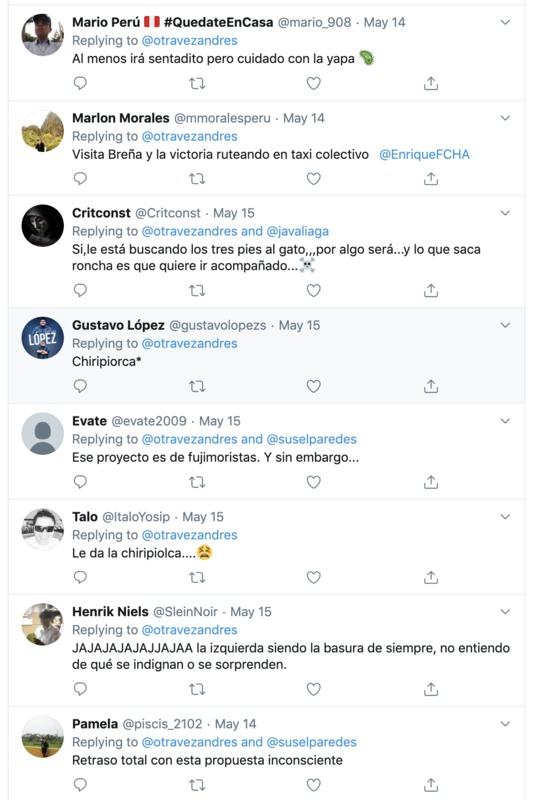 Mario Perú 🇵🇪 #QuedateEnCasa @mario_908 · May 14
Replying to @otravezandres
Al menos irá sentadito pero cuidado con la yapa 🦠
Marlon Morales @mmoralesperu · May 14
Replying to @otravezandres
Visita Breña y la victoria ruteando en taxi colectivo @EnriqueFCHA
Critconst @Critconst · May 15
Replying to @otravezandres and @javaliaga
Si,le está buscando los tres pies al gato,,,por algo será...y lo que saca
roncha es que quiere ir acompañado...☠️
LÓPEZ
Gustavo López @gustavolopezs · May 15
Replying to @otravezandres
Chiripiorca*
Evate @evate2009 · May 15
Replying to @otravezandres and @suselparedes
Ese proyecto es de fujimoristas. Y sin embargo...
Talo @ItaloYosip · May 15
Replying to @otravezandres
Le da la chiripiolca....😫
Henrik Niels @SleinNoir · May 15
Replying to @otravezandres
JAJAJAJAJAJJAJAA la izquierda siendo la basura de siempre, no entiendo
de qué se indignan o se sorprenden.
Pamela @piscis_2102 · May 14
Replying to @otravezandres and @suselparedes
Retraso total con esta propuesta inconsciente